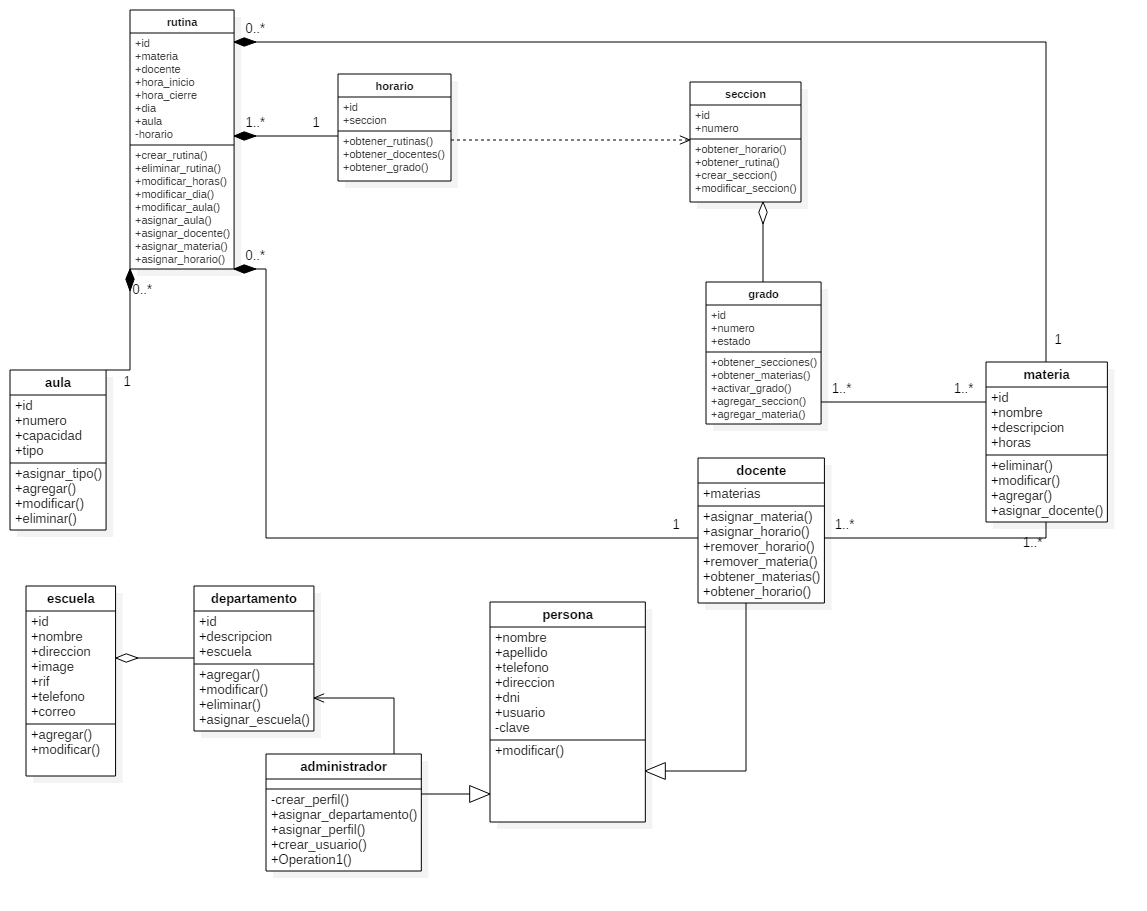 rutina
+id
+materia
+docente
+hora_inicio
+hora_cierre
+dia
+aula
-horario
+crear_rutina()
+eliminar_rutina()
+modificar_horas()
+modificar_dia()
+modificar_aula()
+asignar_aula()
+asignar_docente()
+asignar_materia()
+asignar_horario()
0..*
1..*
1
0..*
0..*
1
horario
+id
+seccion
+obtener_rutinas()
+obtener_docentes()
+obtener_grado()
seccion
+id
+numero
+obtener_horario()
+obtener_rutina()
+crear_seccion()
+modificar_seccion()
grado
+id
+numero
+estado
+obtener_secciones()
+obtener_materias()
+activar_grado()
+agregar_seccion()
+agregar_materia()
1..*
1..*
1
materia
+id
+nombre
+descripcion
+horas
+eliminar()
+modificar()
+agregar()
+asignar_docente()
1..*
aula
+id
+numero
+capacidad
+tipo
+asignar_tipo()
+agregar()
+modificar()
+eliminar()
docente
+materias
+asignar_materia()
+asignar_horario()
+remover_horario()
+remover_materia()
+obtener_materias()
+obtener_horario()
1
1..*
escuela
+id
+nombre
+direccion
+image
+rif
+telefono
+correo
+agregar()
+modificar()
departamento
+id
+descripcion
+escuela
+agregar()
+modificar()
+eliminar()
+asignar_escuela()
persona
+nombre
+apellido
+telefono
+direccion
+dni
+usuario
-clave
+modificar()
administrador
-crear_perfil()
+asignar_departamento()
+asignar_perfil()
+crear_usuario()
+Operation1()